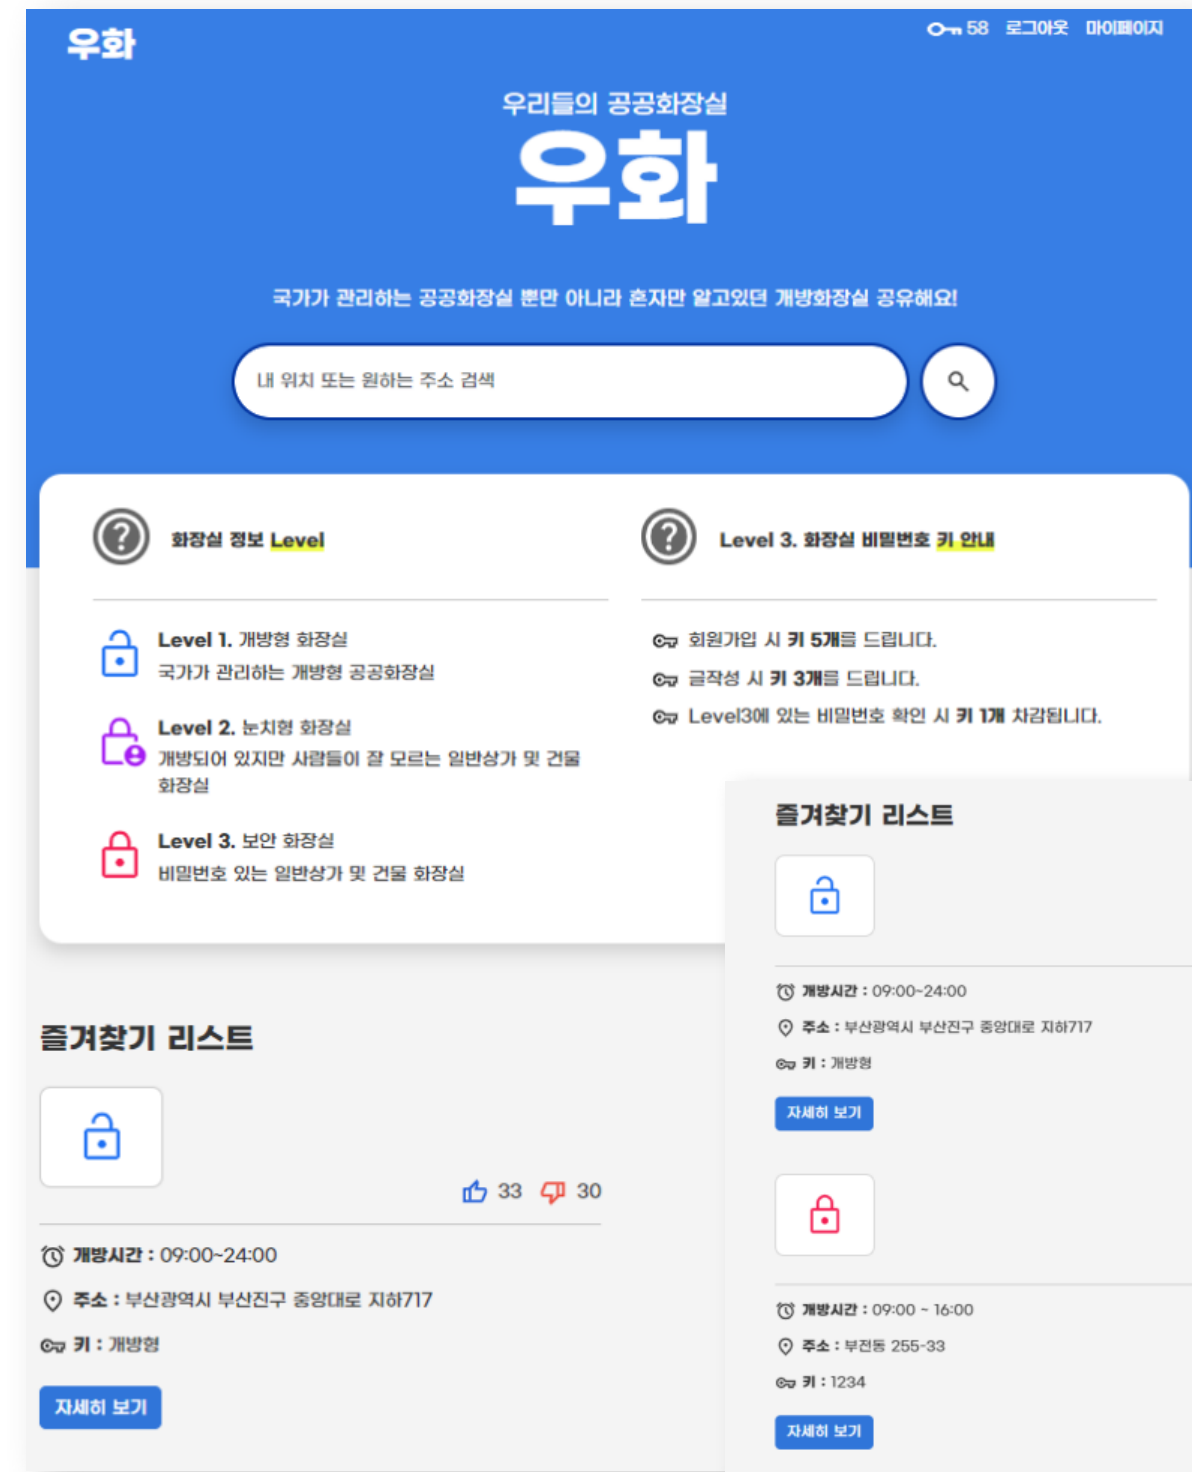 우화
58 로그아웃 마이페이지
우리들의 공공화장실
우화
국가가 관리하는 공공화장실 뿐만 아니라 혼자만 알고있던 개방화장실 공유해요!
내 위치 또는 원하는 주소 검색
화장실 정보 Level
Level 1. 개방형 화장실
국가가 관리하는 개방형 공공화장실
Level 2. 눈치형 화장실
개방되어 있지만 사람들이 잘 모르는 일반상가 및 건물
화장실
Level 3. 보안 화장실
비밀번호 있는 일반상가 및 건물 화장실
Level 3. 화장실 비밀번호 키 안내
회원가입 시 키 5개를 드립니다.
글작성 시 키 3개를 드립니다.
Level3에 있는 비밀번호 확인 시 키 1개 차감됩니다.
즐겨찾기 리스트
33 30
개방시간 : 09:00~24:00
주소 : 부산광역시 부산진구 중앙대로 지하717
키 : 개방형
자세히 보기
즐겨찾기 리스트
개방시간 : 09:00~24:00
주소 : 부산광역시 부산진구 중앙대로 지하717
키 : 개방형
자세히 보기
개방시간 : 09:00 ~ 16:00
주소 : 부전동 255-33
키 : 1234
자세히 보기